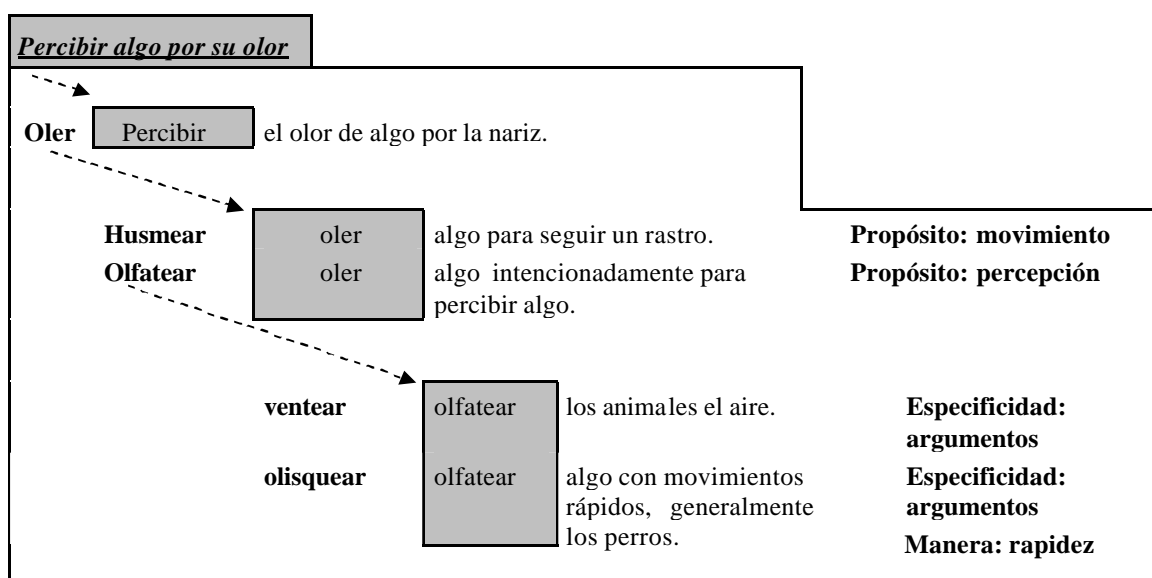 Percibir algo por su olor
Oler Percibir el olor de algo por la nariz.
Husmear oler algo para seguir un rastro. Propósito: movimiento
Olfatear oler algo intencionadamente para Propósito: percepción
percibir algo.
ventear olfatear los animales el aire. Especificidad:
argumentos
olisquear olfatear algo con movimientos Especificidad:
rápidos, generalmente argumentos
los perros. Manera: rapidez